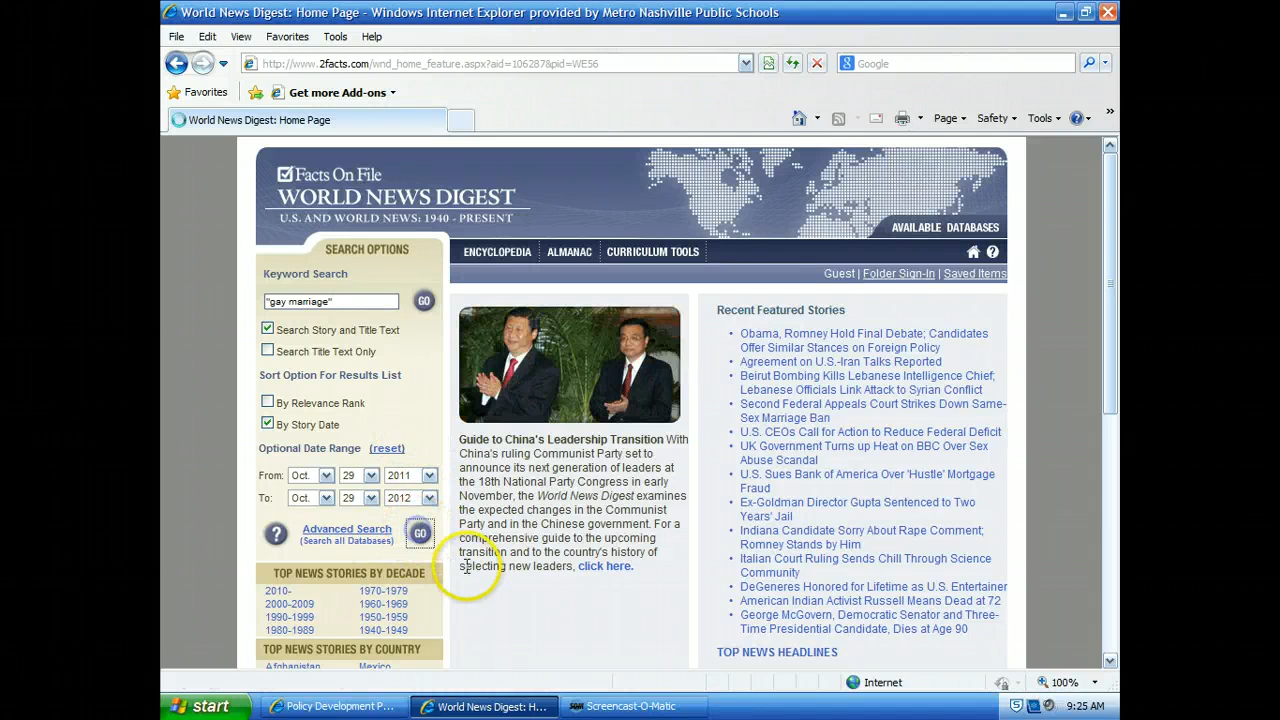 World News Digest: Home Page - Windows Internet Explorer provided by Metro Nashville Public Schools
File Edit View Favorites Tools Help
http://www.2facts.com/wnd_home_feature.aspx?aid=106287&pid=WE56
Google
Favorites Get more Add-ons
World News Digest: Home Page
Page Safety Tools
Facts On File
WORLD NEWS DIGEST
U.S. AND WORLD NEWS: 1940 - PRESENT
AVAILABLE DATABASES
SEARCH OPTIONS
ENCYCLOPEDIA ALMANAC CURRICULUM TOOLS
Guest | Folder Sign-In | Saved Items
Keyword Search
"gay marriage" GO
Search Story and Title Text
Search Title Text Only
Sort Option For Results List
By Relevance Rank
By Story Date
Optional Date Range (reset)
From: Oct. 29 2011
To: Oct. 29 2012
? Advanced Search GO
(Search all Databases)
TOP NEWS STORIES BY DECADE
2010- 1970-1979
2000-2009 1960-1969
1990-1999 1950-1959
1980-1989 1940-1949
TOP NEWS STORIES BY COUNTRY
Afghanistan Mexico
Guide to China's Leadership Transition With
China's ruling Communist Party set to
announce its next generation of leaders at
the 18th National Party Congress in early
November, the World News Digest examines
the expected changes in the Communist
Party and in the Chinese government. For a
comprehensive guide to the upcoming
transition and to the country's history of
selecting new leaders, click here.
Recent Featured Stories
• Obama, Romney Hold Final Debate; Candidates
Offer Similar Stances on Foreign Policy
• Agreement on U.S.-Iran Talks Reported
• Beirut Bombing Kills Lebanese Intelligence Chief;
Lebanese Officials Link Attack to Syrian Conflict
• Second Federal Appeals Court Strikes Down Same-
Sex Marriage Ban
• U.S. CEOs Call for Action to Reduce Federal Deficit
• UK Government Turns up Heat on BBC Over Sex
Abuse Scandal
• U.S. Sues Bank of America Over 'Hustle' Mortgage
Fraud
• Ex-Goldman Director Gupta Sentenced to Two
Years' Jail
• Indiana Candidate Sorry About Rape Comment;
Romney Stands by Him
• Italian Court Ruling Sends Chill Through Science
Community
• DeGeneres Honored for Lifetime as U.S. Entertainer
• American Indian Activist Russell Means Dead at 72
• George McGovern, Democratic Senator and Three-
Time Presidential Candidate, Dies at Age 90
TOP NEWS HEADLINES
Internet 100%
start Policy Development P... World News Digest: H... Screencast-O-Matic 9:25 AM